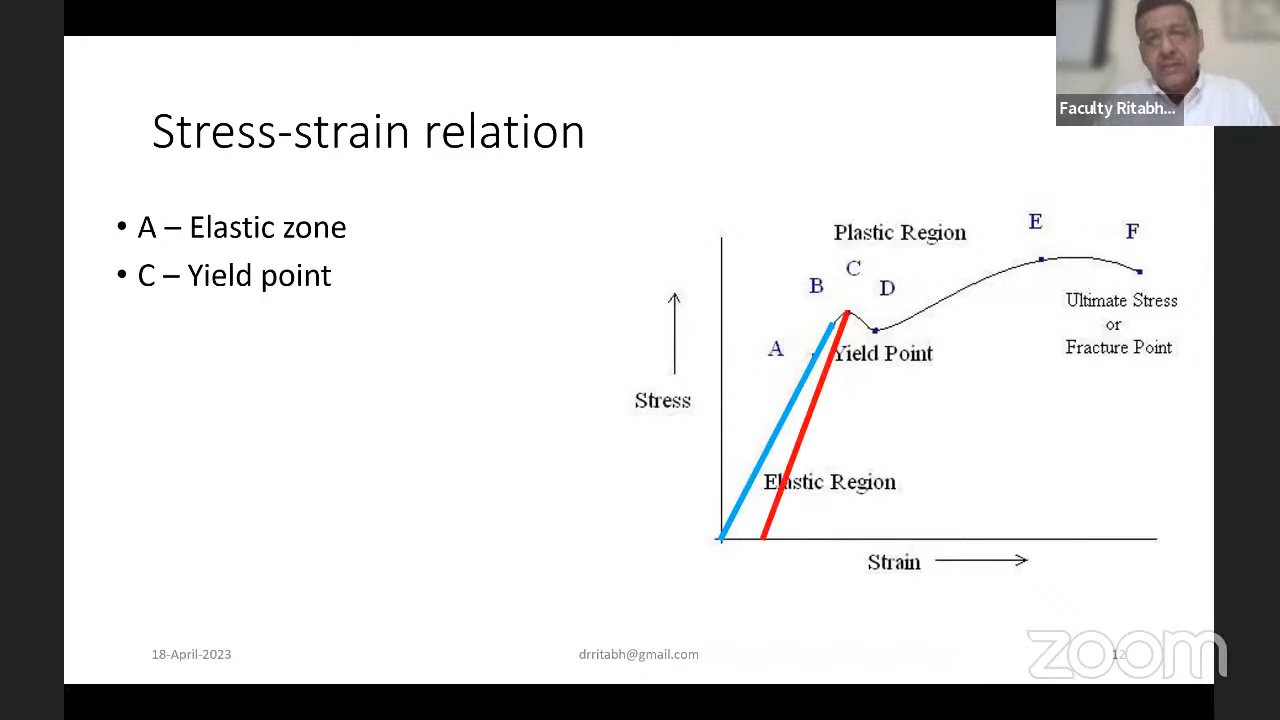 Faculty Ritabh...
Stress-strain relation
• A – Elastic zone
• C – Yield point
Plastic Region
E
F
C
B
D
A
Yield Point
Ultimate Stress
or
Fracture Point
Stress
Elastic Region
Strain
18-April-2023
drritabh@gmail.com
12
zoom